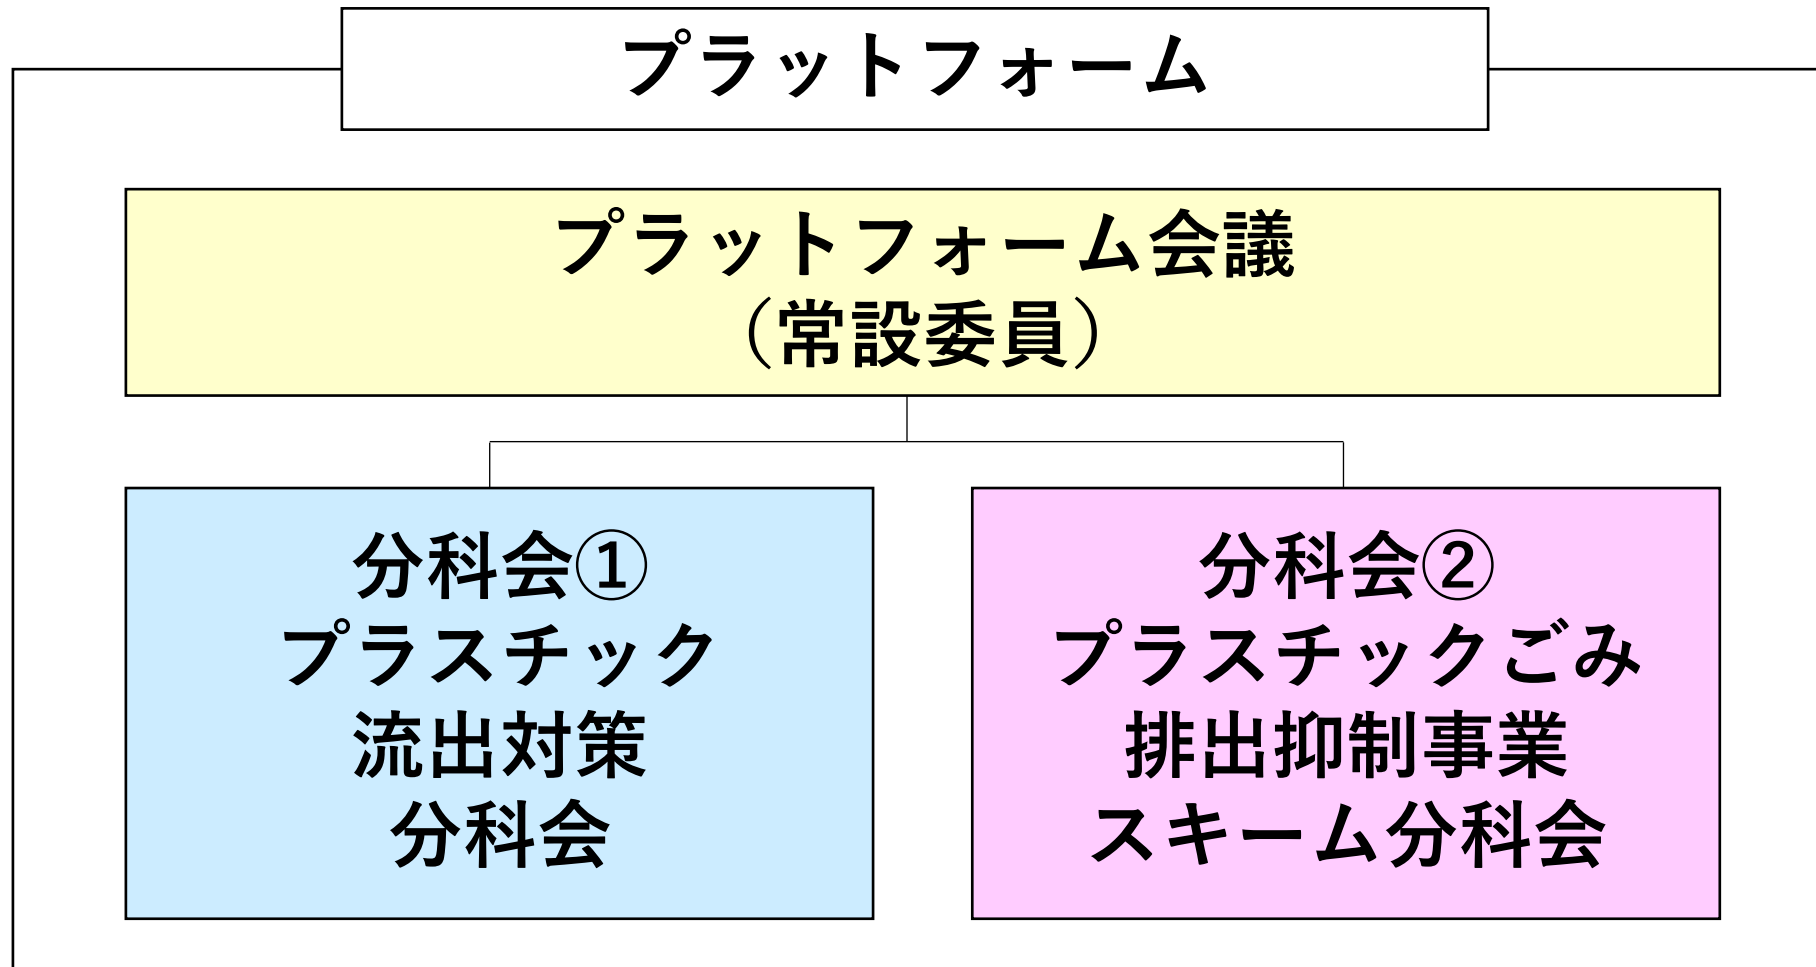 プラットフォーム
プラットフォーム会議
（常設委員）
分科会①
プラスチック
流出対策
分科会
分科会②
プラスチックごみ
排出抑制事業
スキーム分科会